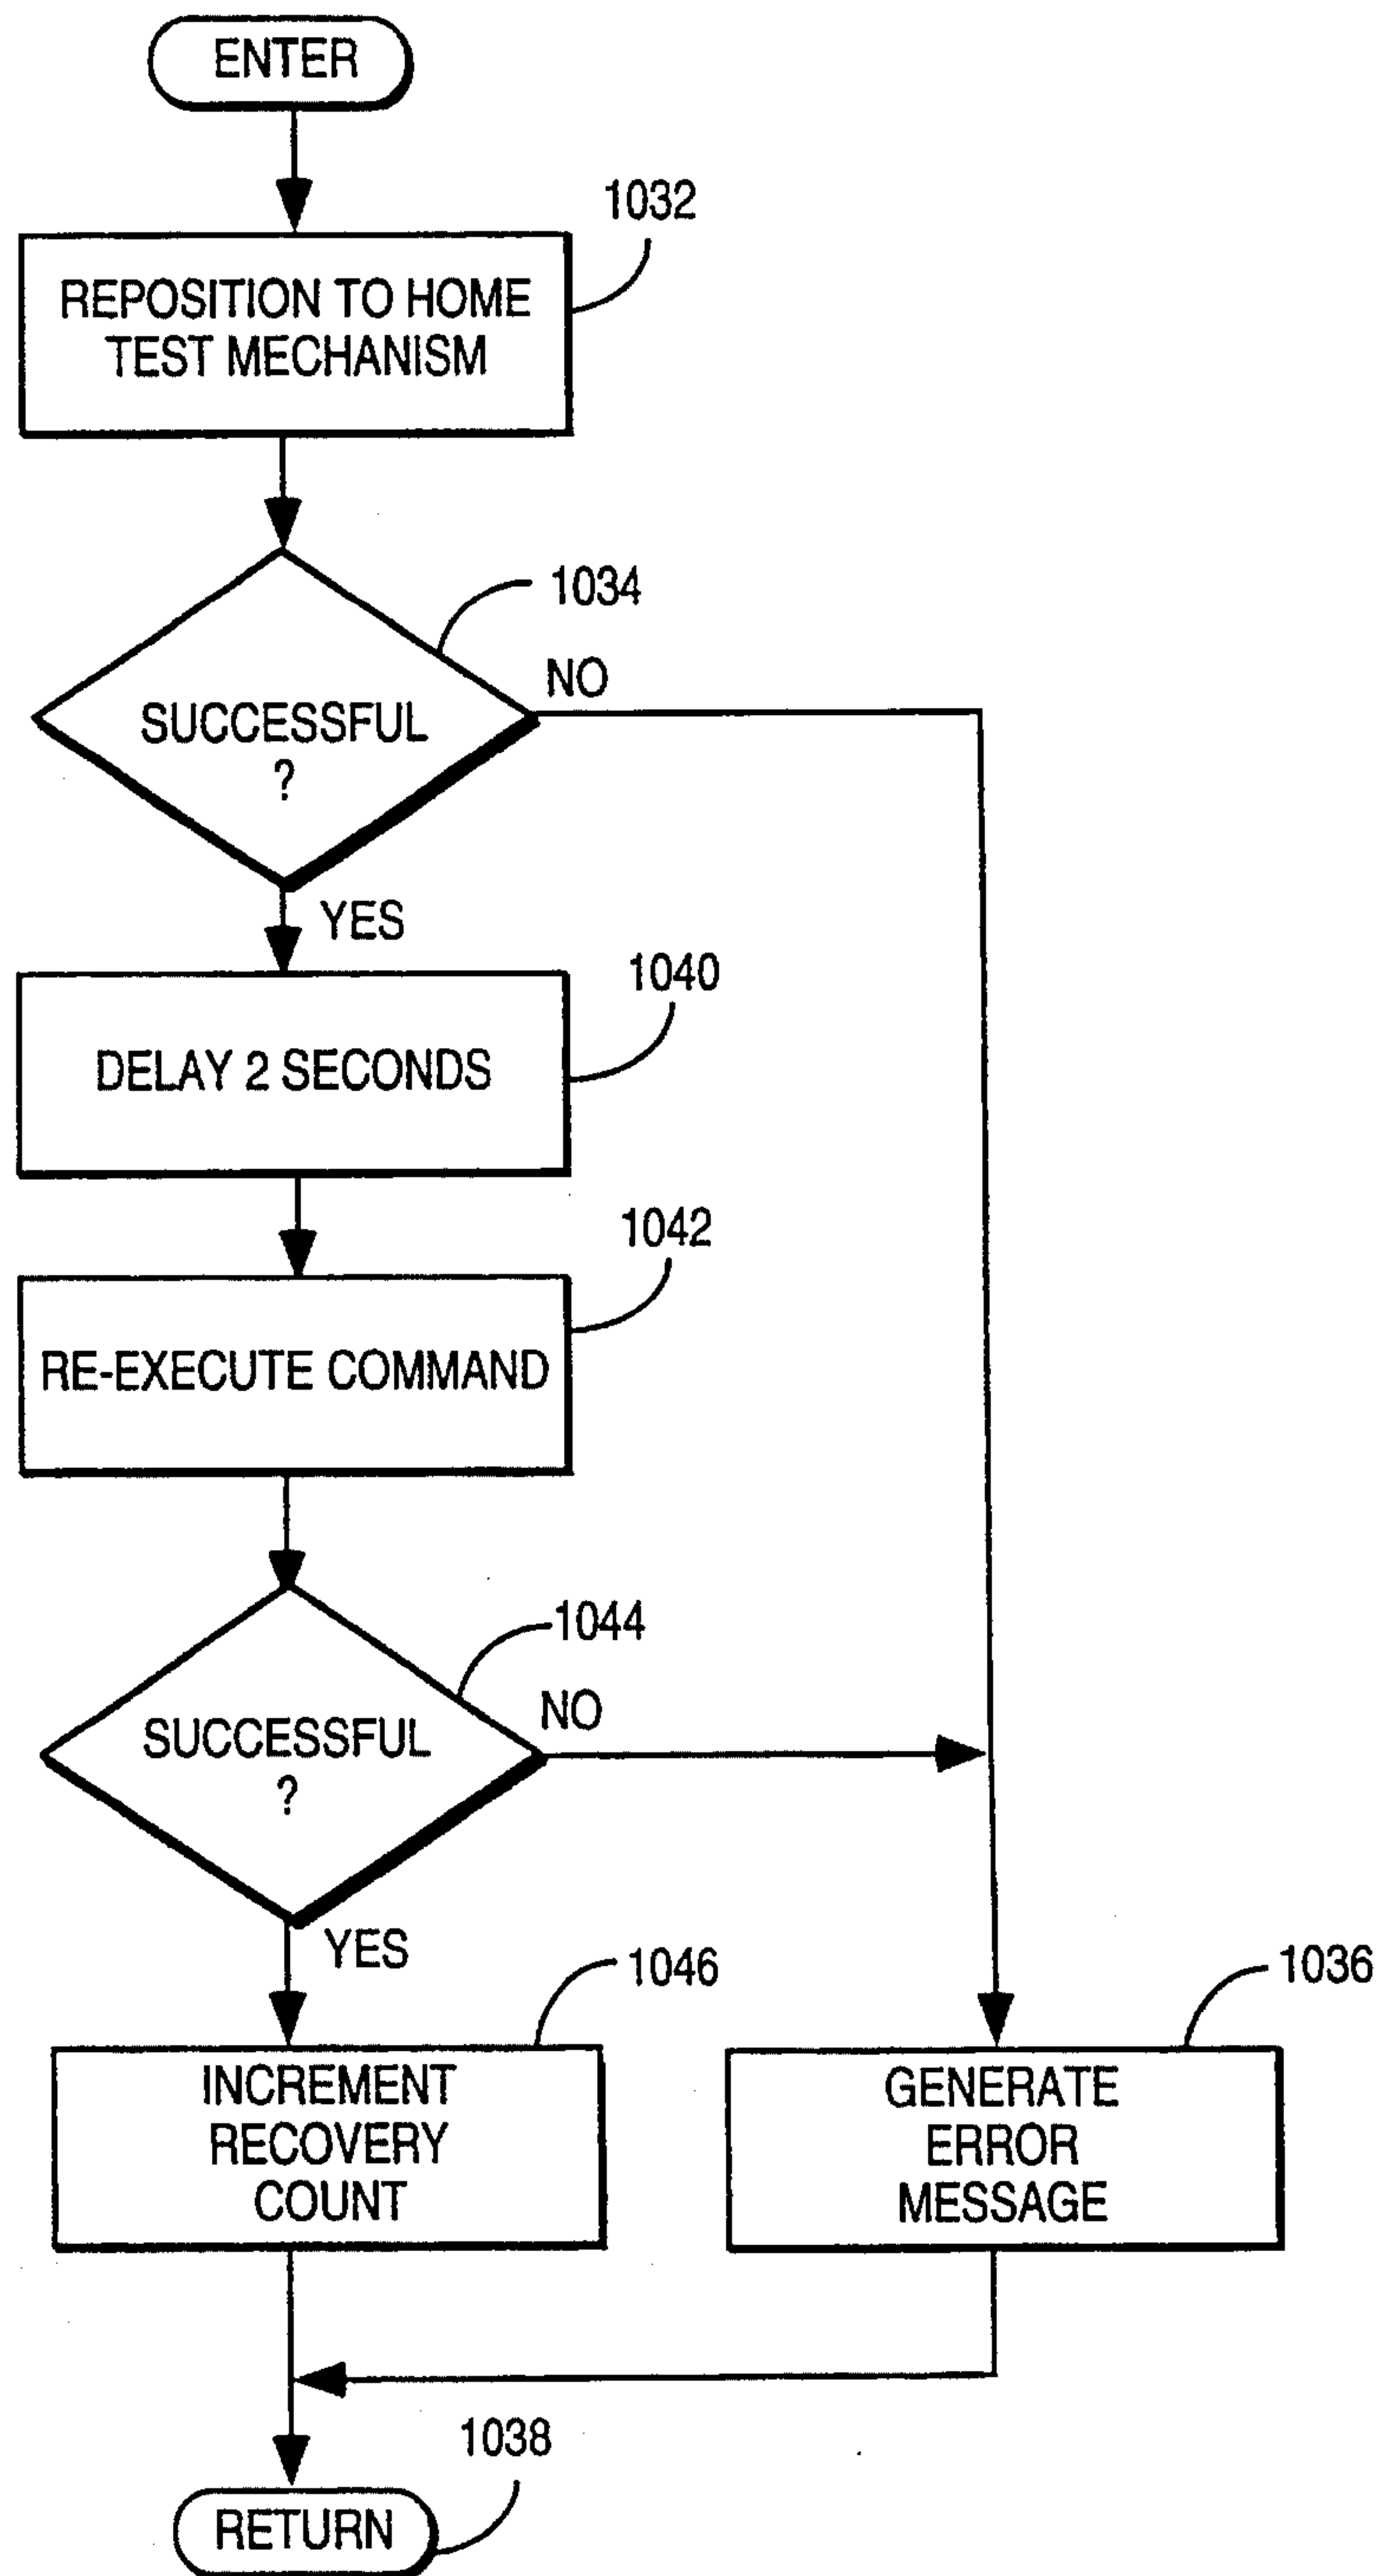 ENTER
1032
REPOSITION TO HOME
TEST MECHANISM
1034
NO
SUCCESSFUL
?
YES
1040
DELAY 2 SECONDS
1042
RE-EXECUTE COMMAND
1044
NO
SUCCESSFUL
?
YES
1046
INCREMENT
RECOVERY
COUNT
1036
GENERATE
ERROR
MESSAGE
1038
RETURN